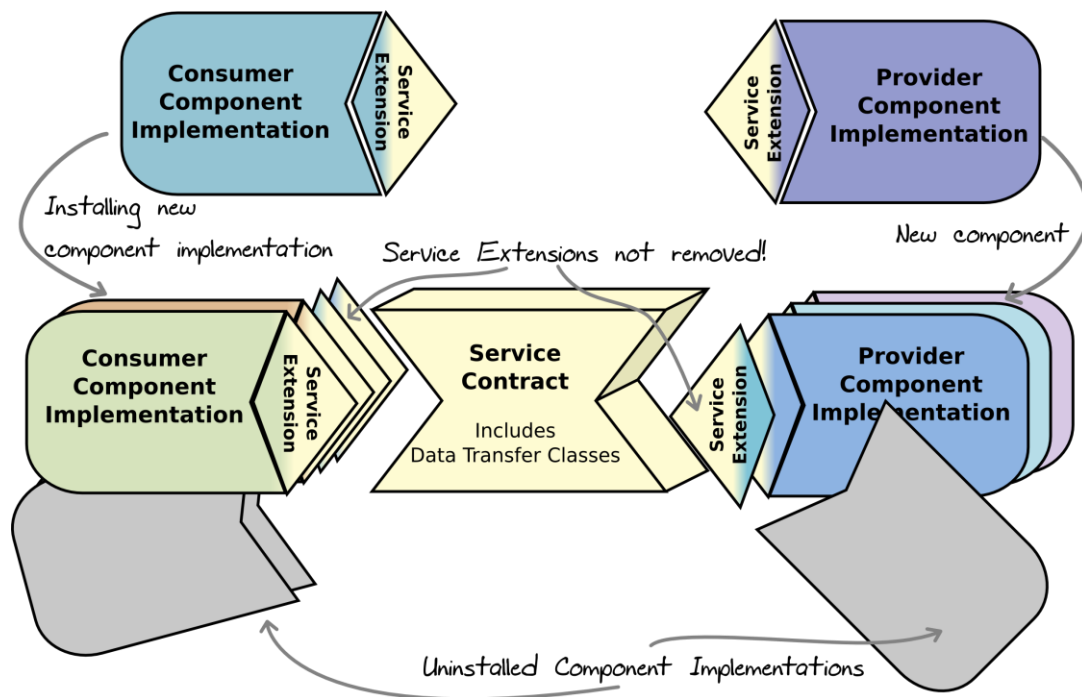 Consumer
Component
Implementation
Service
Extension
Service
Extension
Provider
Component
Implementation
Installing new
component implementation
Service Extensions not removed!
New component
Consumer
Component
Implementation
Service
Extension
Service
Contract
Includes
Data Transfer Classes
Service
Extension
Provider
Component
Implementation
Uninstalled Component Implementations